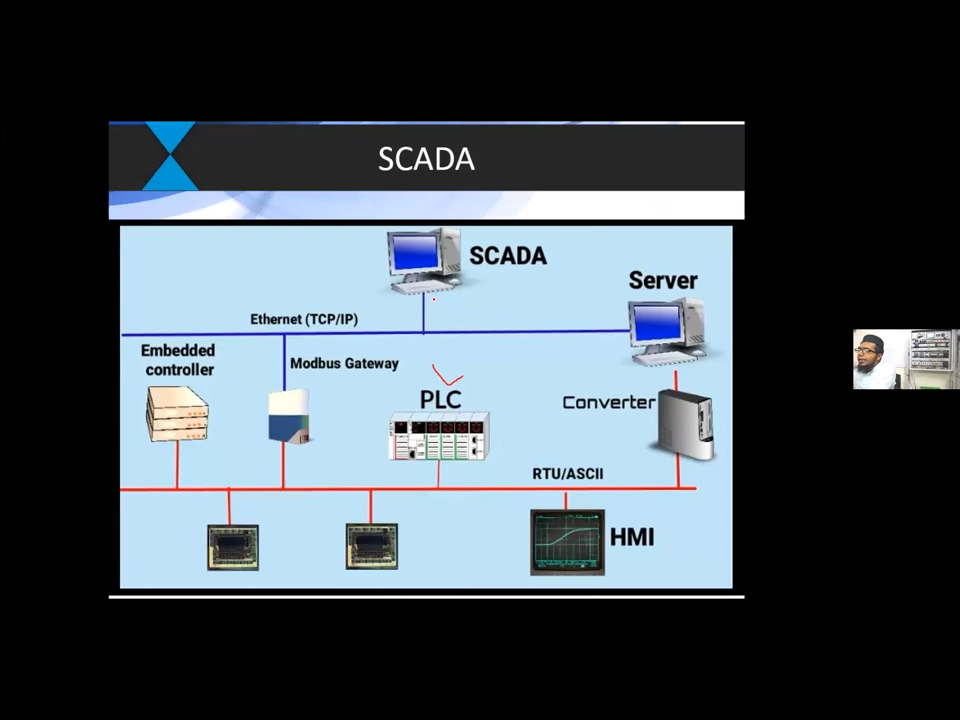 SCADA
SCADA
Server
Ethernet (TCP/IP)
Embedded
controller
Modbus Gateway
PLC
Converter
RTU/ASCII
HMI